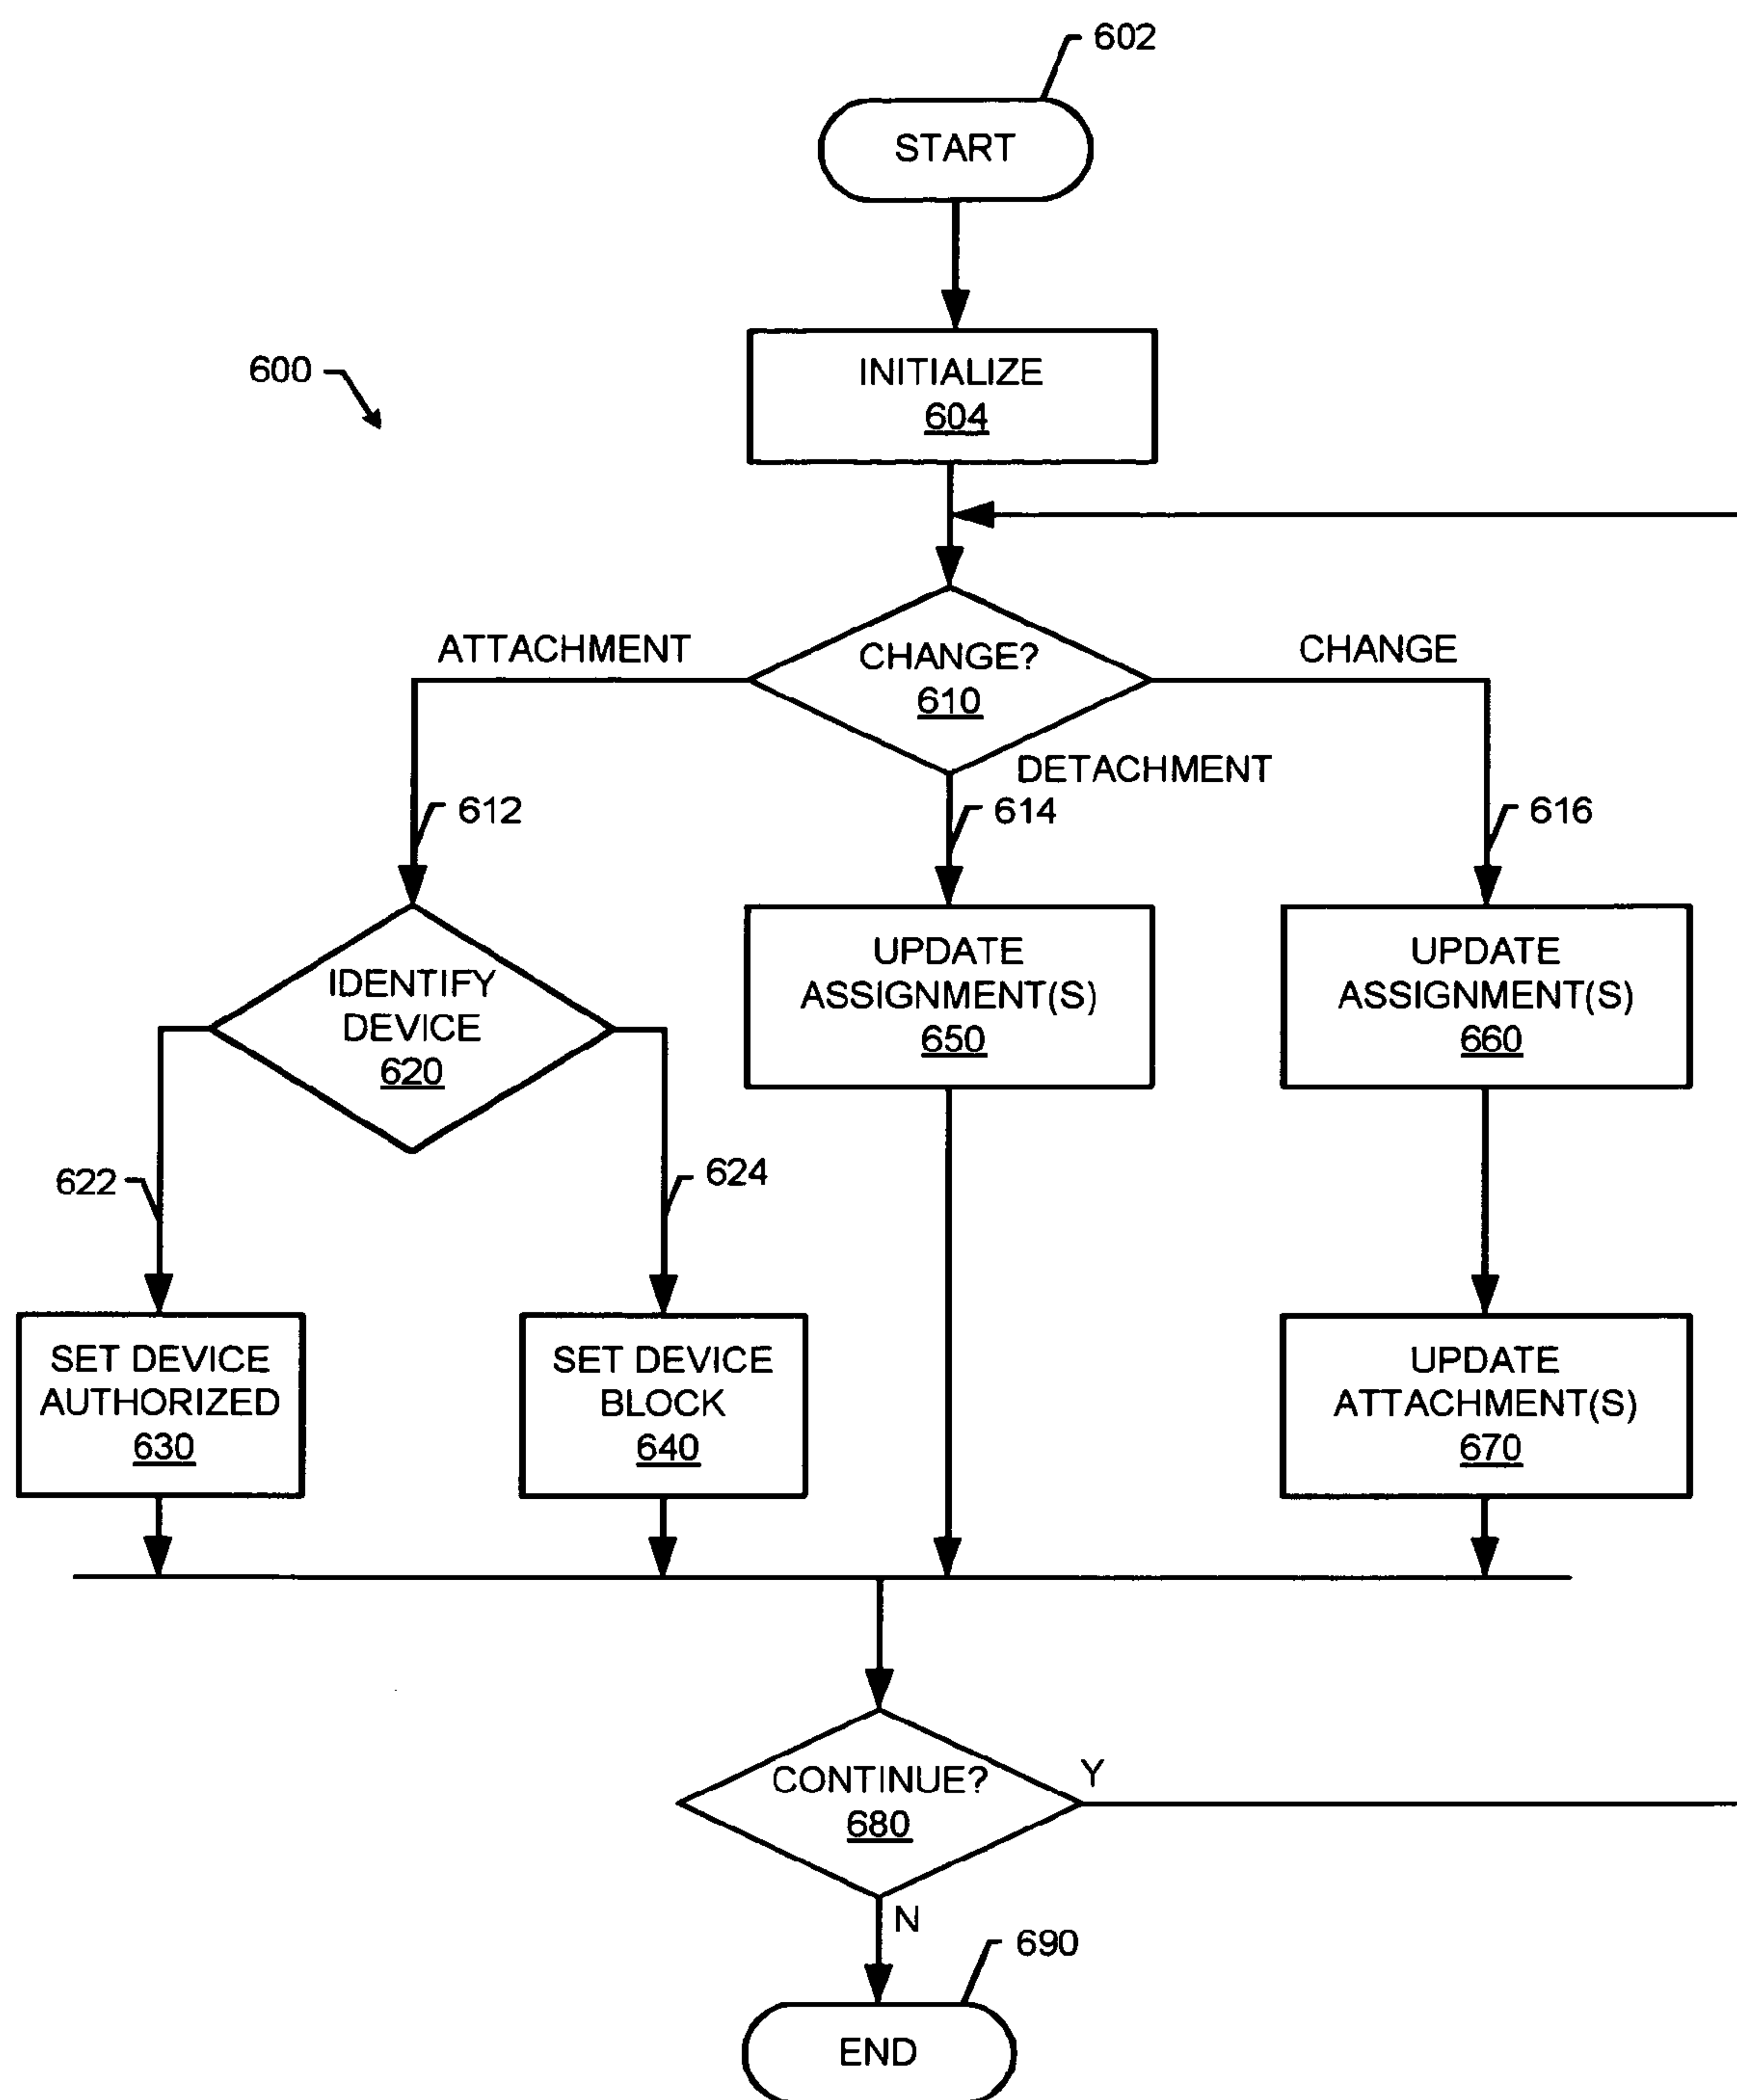 602
START
INITIALIZE
604
600
ATTACHMENT
CHANGE?
610
CHANGE
DETACHMENT
612
614
616
IDENTIFY
DEVICE
620
UPDATE
ASSIGNMENT(S)
650
UPDATE
ASSIGNMENT(S)
660
622
624
SET DEVICE
AUTHORIZED
630
SET DEVICE
BLOCK
640
UPDATE
ATTACHMENT(S)
670
CONTINUE?
680
Y
N
690
END